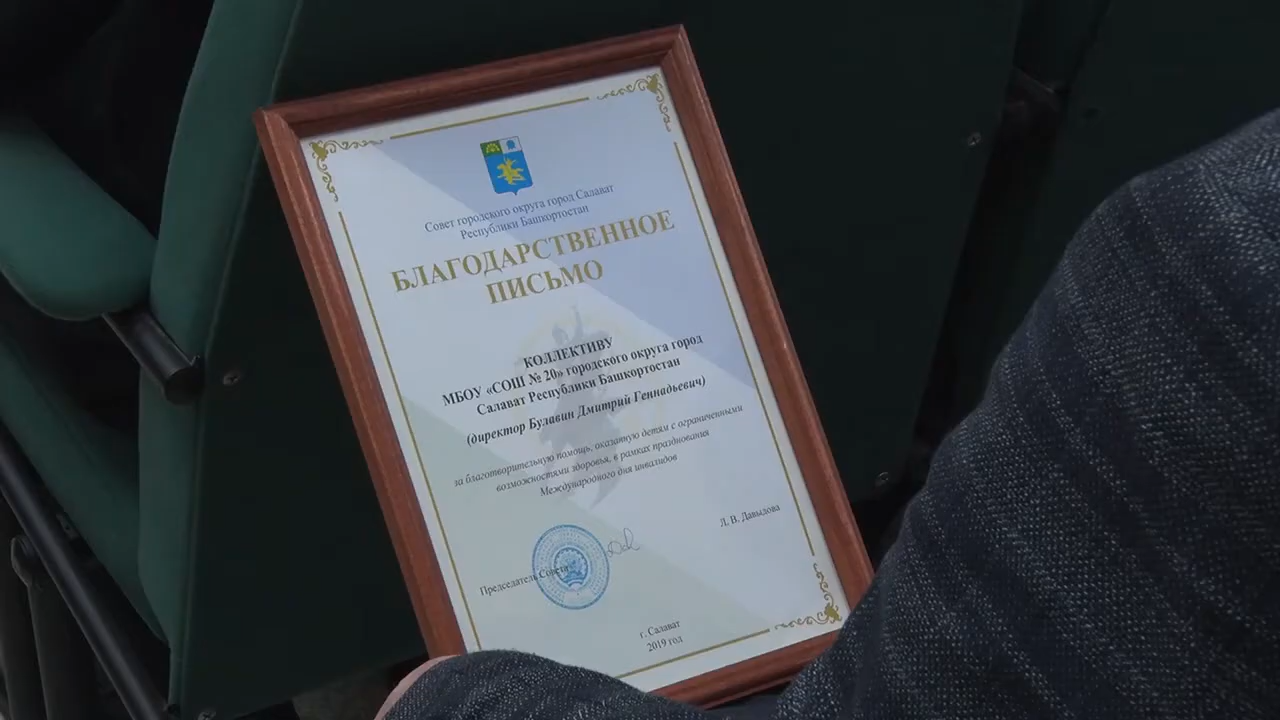 Совет городского округа город Салават
Республики Башкортостан
БЛАГОДАРСТВЕННОЕ
ПИСЬМО
КОЛЛЕКТИВУ
МБОУ «СОШ № 20» городского округа город
Салават Республики Башкортостан
(директор Булавин Дмитрий Геннадьевич)
за благотворительную помощь, оказанную детям с ограниченными
возможностями здоровья, в рамках празднования
Международного дня инвалидов
Председатель Совета
Л. В. Давыдова
г. Салават
2019 год